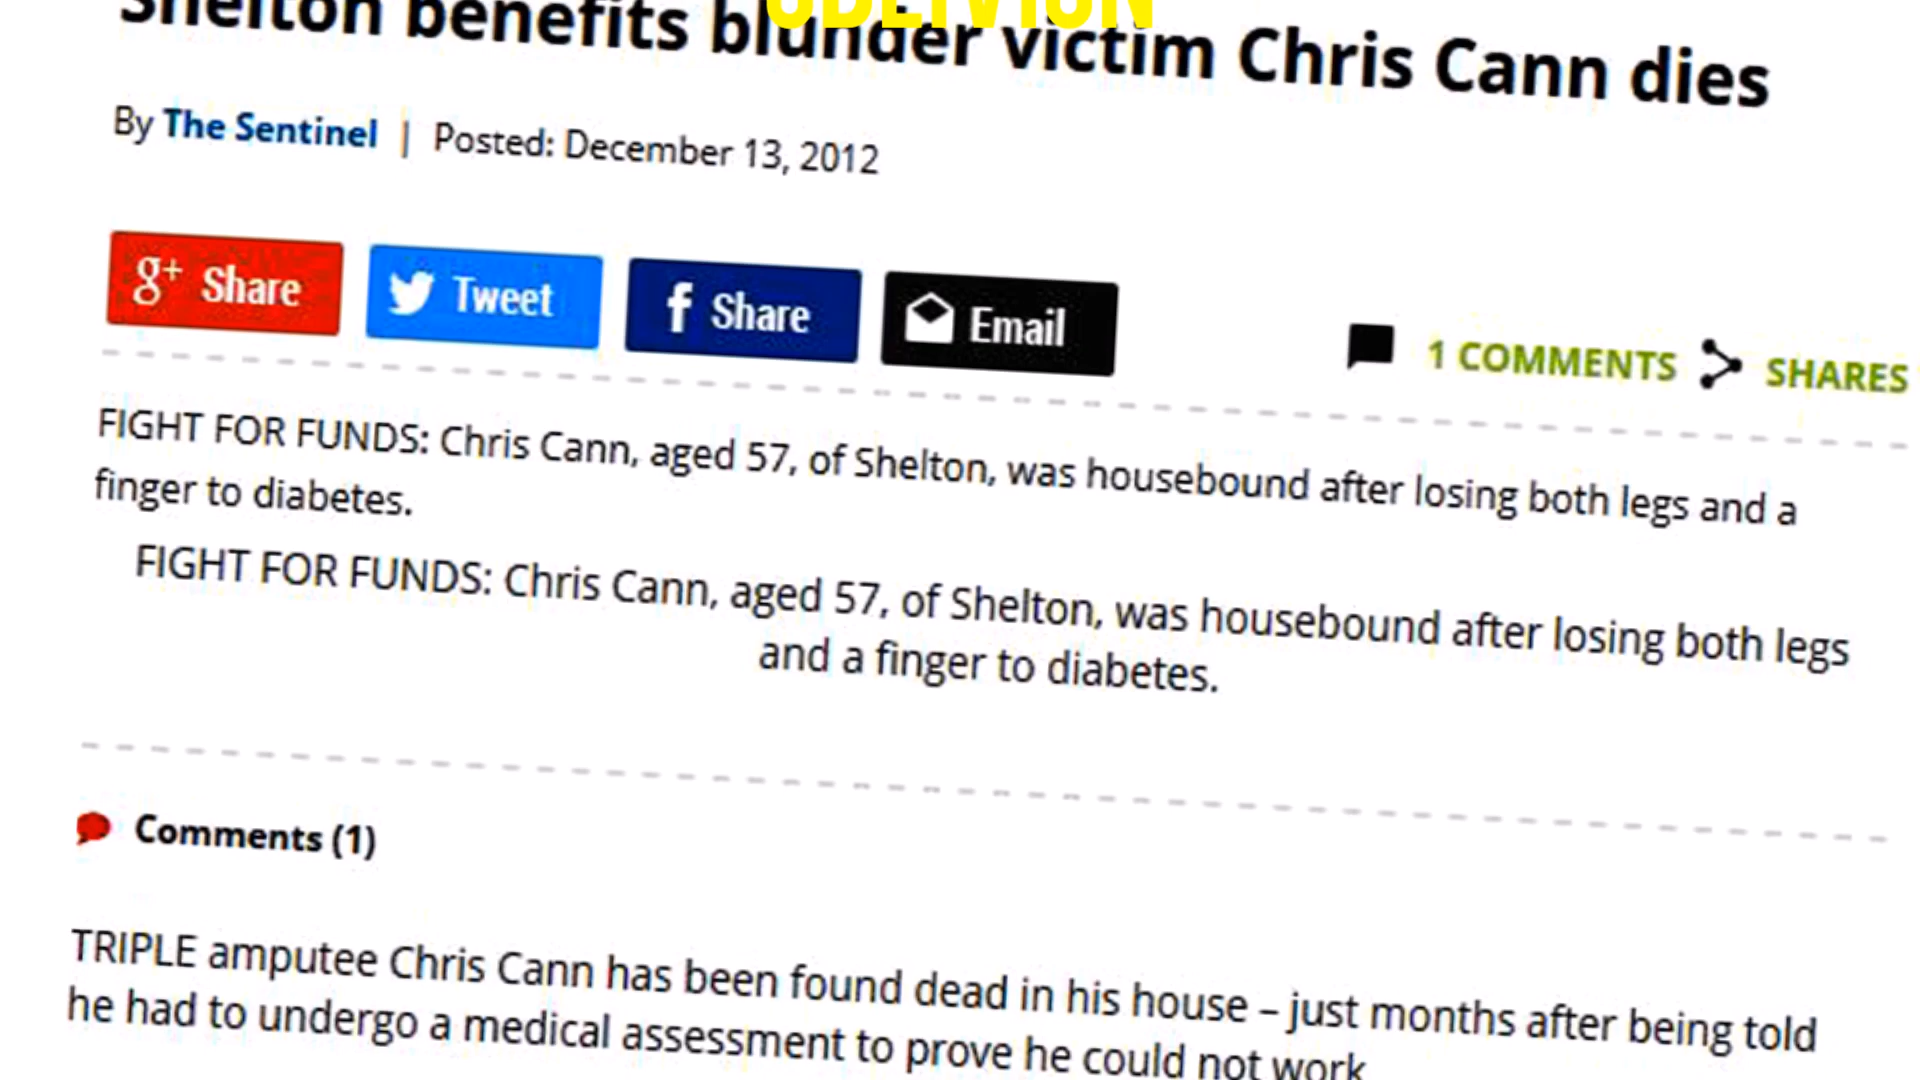 OBLIVION
Shelton benefits blunder victim Chris Cann dies
By The Sentinel | Posted: December 13, 2012
g+ Share
Tweet
f Share
Email
1 COMMENTS
SHARES
FIGHT FOR FUNDS: Chris Cann, aged 57, of Shelton, was housebound after losing both legs and a
finger to diabetes.
FIGHT FOR FUNDS: Chris Cann, aged 57, of Shelton, was housebound after losing both legs
and a finger to diabetes.
Comments (1)
TRIPLE amputee Chris Cann has been found dead in his house – just months after being told
he had to undergo a medical assessment to prove he could not work